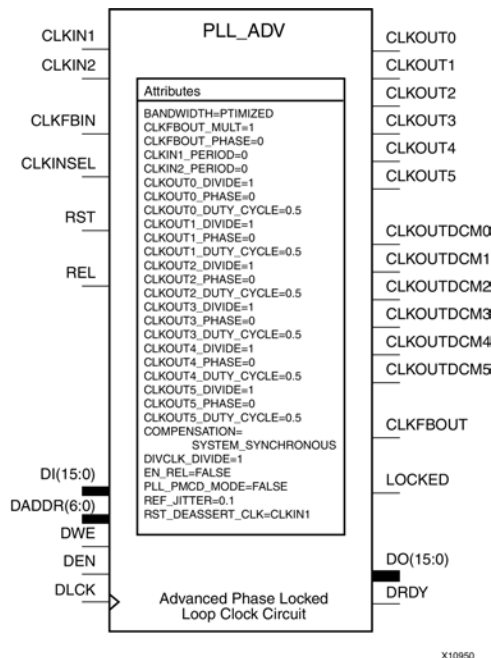 PLL_ADV
CLKIN1
CLKIN2
CLKFBIN
CLKINSEL
RST
REL
DI(15:0)
DADDR(6:0)
DWE
DEN
DLCK
Attributes
BANDWIDTH=PTIMIZED
CLKFBOUT_MULT=1
CLKFBOUT_PHASE=0
CLKIN1_PERIOD=0
CLKIN2_PERIOD=0
CLKOUT0_DIVIDE=1
CLKOUT0_PHASE=0
CLKOUT0_DUTY_CYCLE=0.5
CLKOUT1_DIVIDE=1
CLKOUT1_PHASE=0
CLKOUT1_DUTY_CYCLE=0.5
CLKOUT2_DIVIDE=1
CLKOUT2_PHASE=0
CLKOUT2_DUTY_CYCLE=0.5
CLKOUT3_DIVIDE=1
CLKOUT3_PHASE=0
CLKOUT3_DUTY_CYCLE=0.5
CLKOUT4_DIVIDE=1
CLKOUT4_PHASE=0
CLKOUT4_DUTY_CYCLE=0.5
CLKOUT5_DIVIDE=1
CLKOUT5_PHASE=0
CLKOUT5_DUTY_CYCLE=0.5
COMPENSATION=
SYSTEM_SYNCHRONOUS
DIVCLK_DIVIDE=1
EN_REL=FALSE
PLL_PMCD_MODE=FALSE
REF_JITTER=0.1
RST_DEASSERT_CLK=CLKIN1
CLKOUT0
CLKOUT1
CLKOUT2
CLKOUT3
CLKOUT4
CLKOUT5
CLKOUTDCM0
CLKOUTDCM1
CLKOUTDCM2
CLKOUTDCM3
CLKOUTDCM4
CLKOUTDCM5
CLKFBOUT
LOCKED
DO(15:0)
DRDY
Advanced Phase Locked
Loop Clock Circuit
X10950